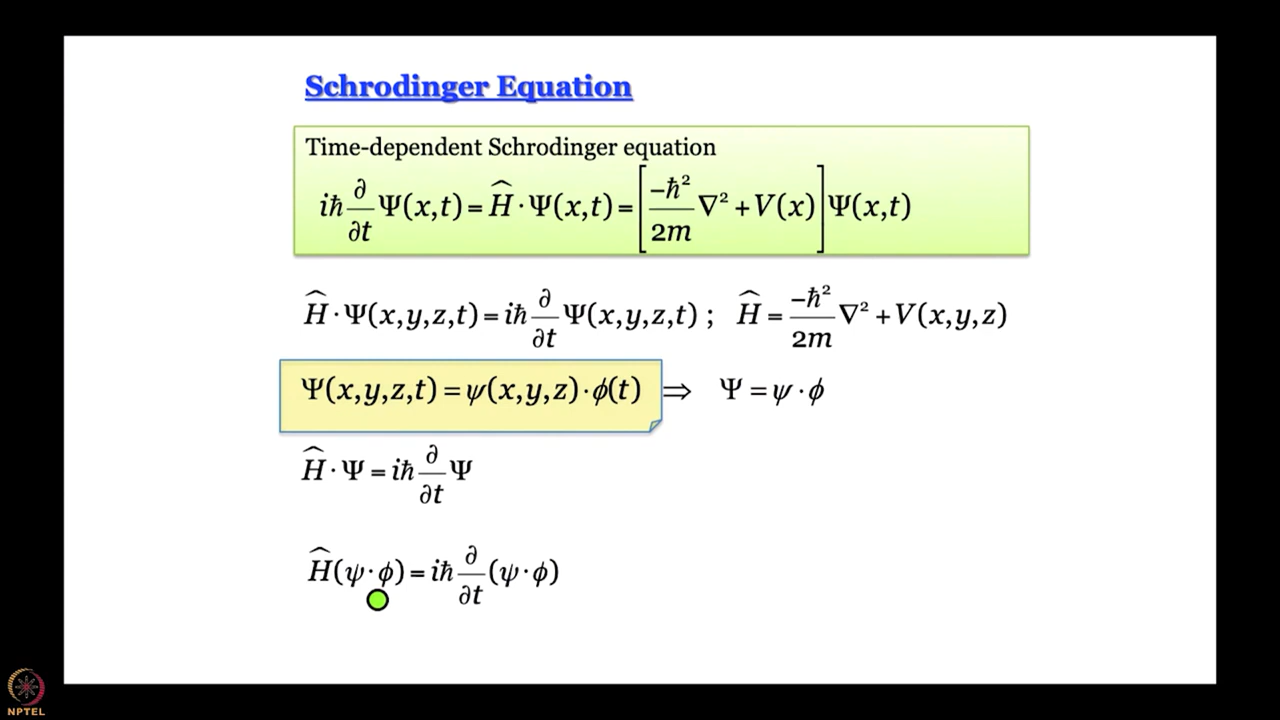 Schrodinger Equation
Time-dependent Schrodinger equation
iħ ∂/∂t Ψ(x,t) = Ĥ · Ψ(x,t) = [−ħ²/2m ∇² + V(x)] Ψ(x,t)
Ĥ · Ψ(x,y,z,t) = iħ ∂/∂t Ψ(x,y,z,t) ; Ĥ = −ħ²/2m ∇² + V(x,y,z)
Ψ(x,y,z,t) = ψ(x,y,z) · ϕ(t) ⇒ Ψ = ψ · ϕ
Ĥ · Ψ = iħ ∂/∂t Ψ
Ĥ(ψ · ϕ) = iħ ∂/∂t (ψ · ϕ)
NPTEL